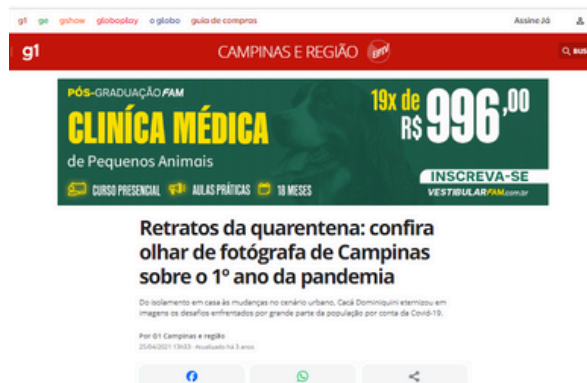 g1 ge gshow globoplay o globo guia de compras Assine Já
g1 CAMPINAS E REGIÃO EPTV BUS
PÓS-GRADUAÇÃO FAM
CLINÍCA MÉDICA
de Pequenos Animais
CURSO PRESENCIAL AULAS PRÁTICAS 18 MESES
19x de
R$ 996,00
INSCREVA-SE
VESTIBULARFAM.com.br
Retratos da quarentena: confira
olhar de fotógrafa de Campinas
sobre o 1º ano da pandemia
Do isolamento em casa às mudanças no cenário urbano, Cacá Dominiquini eternizou em
imagens os desafios enfrentados por grande parte da população por conta da Covid-19.
Por G1 Campinas e região
25/04/2021 13h33 · Atualizado há 3 anos